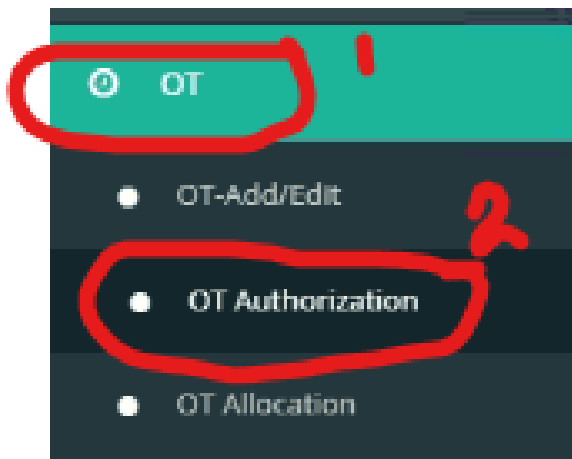 OT 1
OT-Add/Edit
2
OT Authorization
OT Allocation